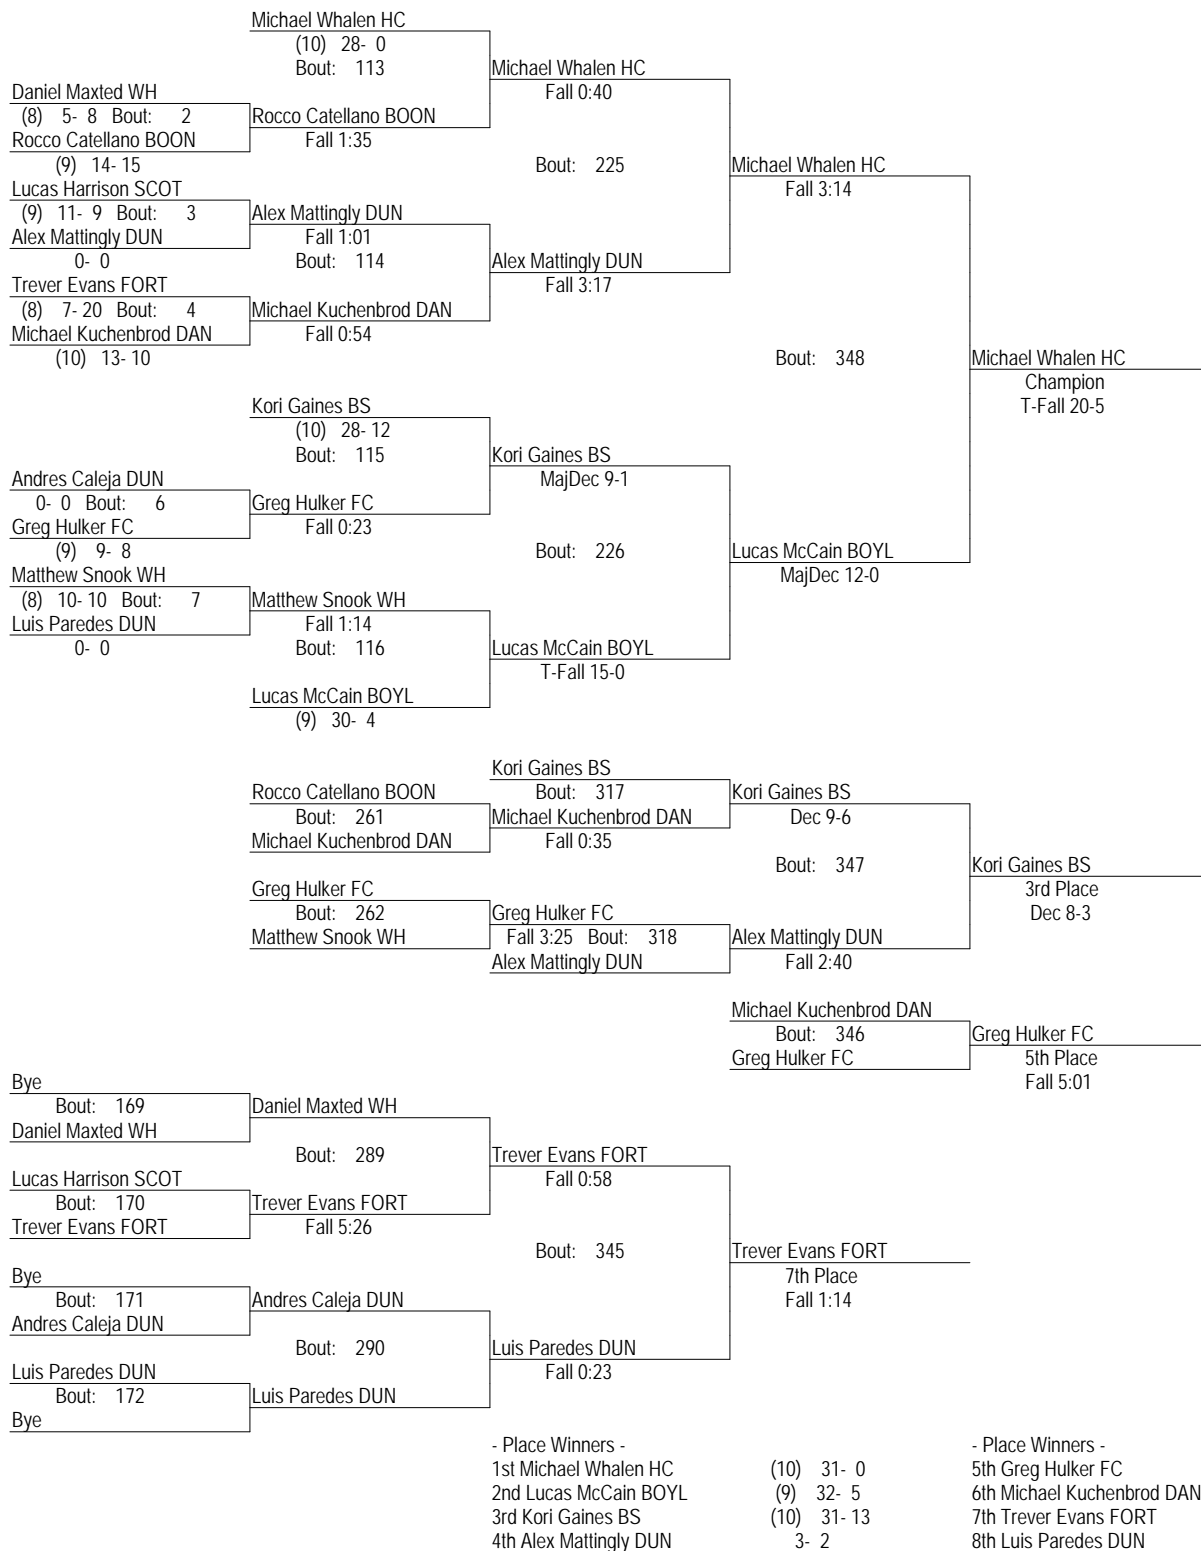 Michael Whalen HC
(10) 28- 0
Bout: 113
Michael Whalen HC
Fall 0:40
Daniel Maxted WH
(8) 5- 8 Bout: 2
Rocco Catellano BOON
Rocco Catellano BOON
Fall 1:35
(9) 14- 15
Bout: 225
Michael Whalen HC
Fall 3:14
Lucas Harrison SCOT
(9) 11- 9 Bout: 3
Alex Mattingly DUN
Alex Mattingly DUN
Fall 1:01
0- 0
Bout: 114
Alex Mattingly DUN
Fall 3:17
Trever Evans FORT
(8) 7- 20 Bout: 4
Michael Kuchenbrod DAN
Michael Kuchenbrod DAN
Fall 0:54
(10) 13- 10
Bout: 348
Michael Whalen HC
Champion
T-Fall 20-5
Kori Gaines BS
(10) 28- 12
Bout: 115
Kori Gaines BS
MajDec 9-1
Andres Caleja DUN
0- 0 Bout: 6
Greg Hulker FC
Greg Hulker FC
Fall 0:23
(9) 9- 8
Bout: 226
Lucas McCain BOYL
MajDec 12-0
Matthew Snook WH
(8) 10- 10 Bout: 7
Matthew Snook WH
Luis Paredes DUN
Fall 1:14
0- 0
Bout: 116
Lucas McCain BOYL
T-Fall 15-0
Lucas McCain BOYL
(9) 30- 4
Kori Gaines BS
Rocco Catellano BOON
Bout: 317
Kori Gaines BS
Bout: 261
Michael Kuchenbrod DAN
Dec 9-6
Michael Kuchenbrod DAN
Fall 0:35
Bout: 347
Kori Gaines BS
3rd Place
Dec 8-3
Greg Hulker FC
Bout: 262
Greg Hulker FC
Matthew Snook WH
Fall 3:25 Bout: 318
Alex Mattingly DUN
Alex Mattingly DUN
Fall 2:40
Michael Kuchenbrod DAN
Bout: 346
Greg Hulker FC
Greg Hulker FC
5th Place
Fall 5:01
Bye
Bout: 169
Daniel Maxted WH
Daniel Maxted WH
Bout: 289
Trever Evans FORT
Fall 0:58
Lucas Harrison SCOT
Bout: 170
Trever Evans FORT
Trever Evans FORT
Fall 5:26
Bout: 345
Trever Evans FORT
7th Place
Fall 1:14
Bye
Bout: 171
Andres Caleja DUN
Andres Caleja DUN
Bout: 290
Luis Paredes DUN
Fall 0:23
Luis Paredes DUN
Bout: 172
Luis Paredes DUN
Bye
- Place Winners -
1st Michael Whalen HC (10) 31- 0
2nd Lucas McCain BOYL (9) 32- 5
3rd Kori Gaines BS (10) 31- 13
4th Alex Mattingly DUN 3- 2
- Place Winners -
5th Greg Hulker FC
6th Michael Kuchenbrod DAN
7th Trever Evans FORT
8th Luis Paredes DUN